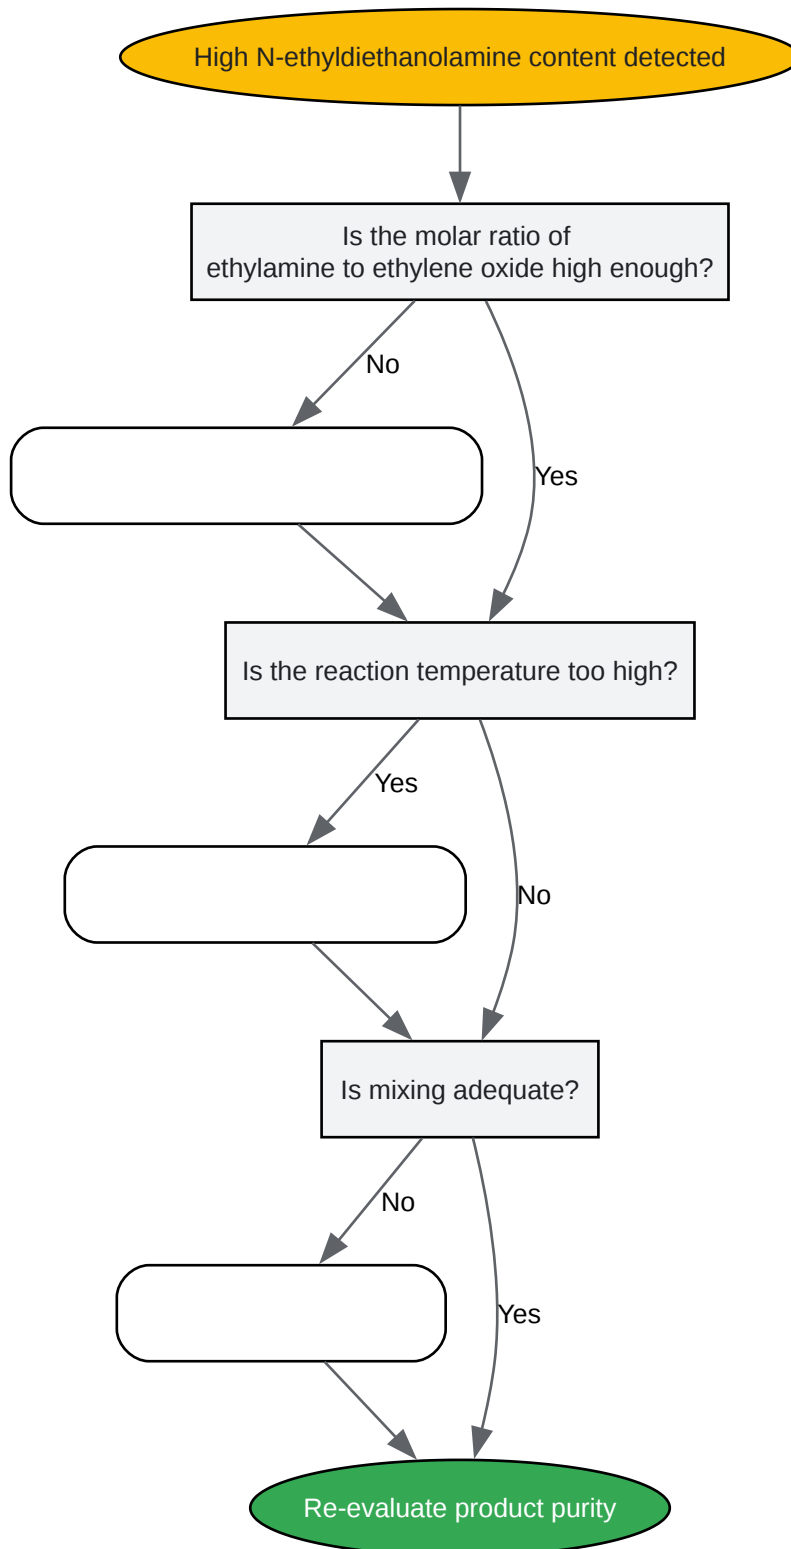 High N-ethyldiethanolamine content detected
Is the molar ratio of
ethylamine to ethylene oxide high enough?
No
Yes
Is the reaction temperature too high?
Yes
No
Is mixing adequate?
No
Yes
Re-evaluate product purity